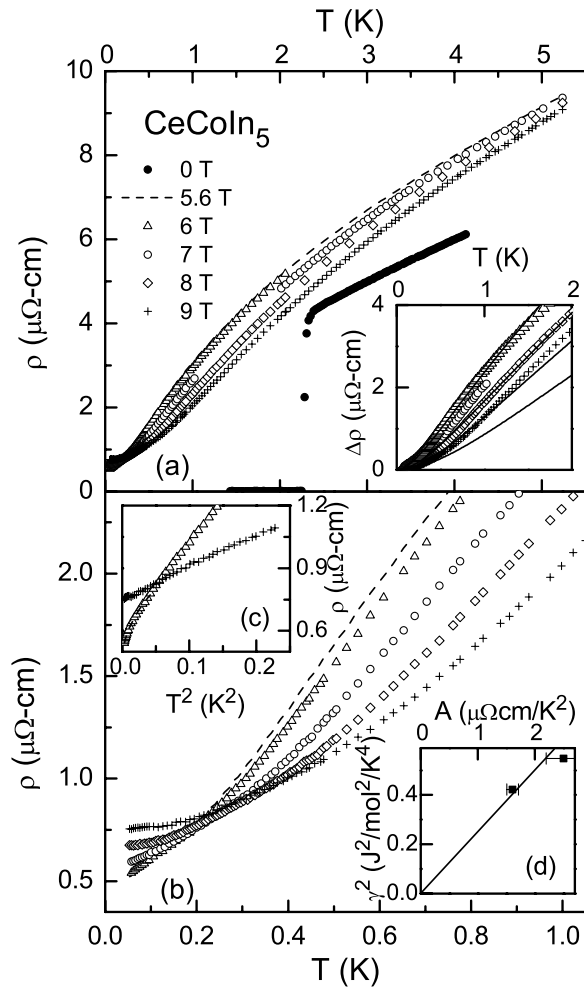 T (K)
0 1 2 3 4 5
10
8
6
4
2
0
ρ (μΩ-cm)
CeCoIn5
0 T
5.6 T
6 T
7 T
8 T
9 T
(a)
T (K)
0 1 2
4
2
0
Δρ (μΩ-cm)
2.0
1.5
1.0
0.5
ρ (μΩ-cm)
(b)
1.2
0.9
0.6
ρ (μΩ-cm)
(c)
0.0 0.1 0.2
T² (K²)
A (μΩcm/K²)
0 1 2
0.4
0.0
γ² (J²/mol²/K⁴)
(d)
0.0 0.2 0.4 0.6 0.8 1.0
T (K)